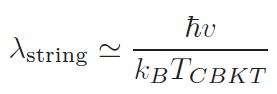 λ_string ≃ ħv / k_B T_CBKT